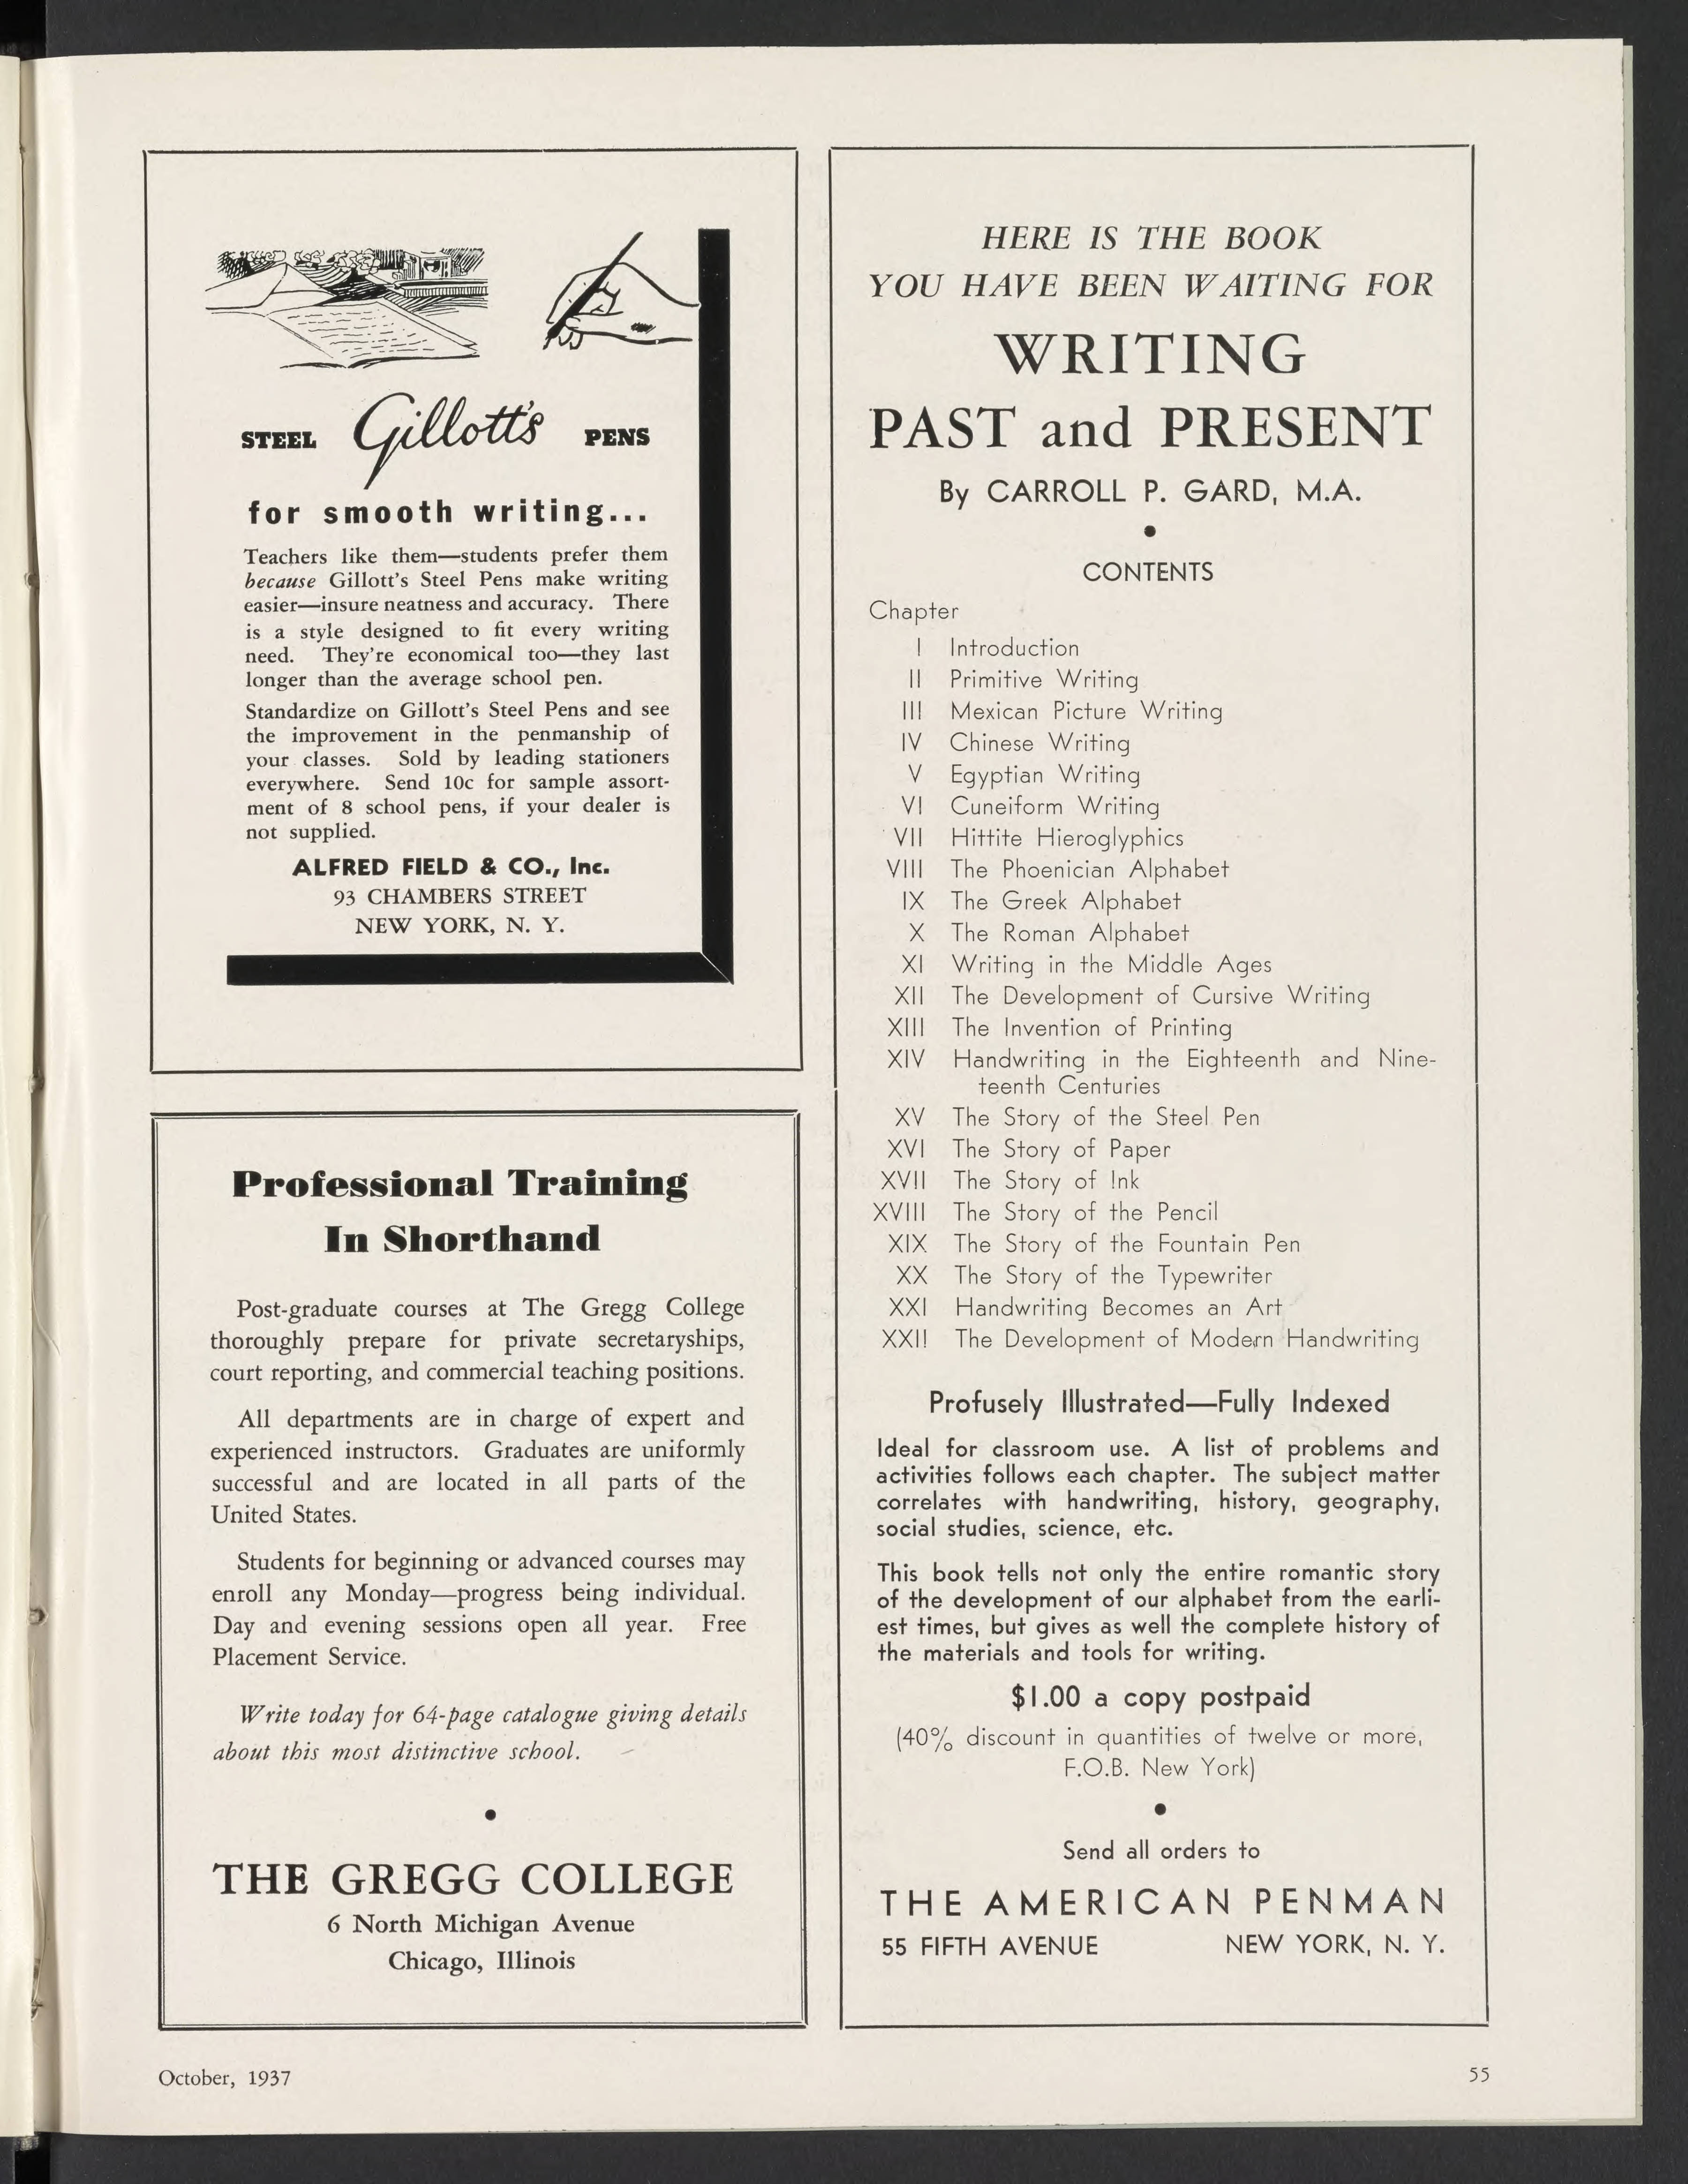 STEEL Gillott's PENS
for smooth writing...
Teachers like them—students prefer them
because Gillott's Steel Pens make writing
easier—insure neatness and accuracy. There
is a style designed to fit every writing
need. They're economical too—they last
longer than the average school pen.
Standardize on Gillott's Steel Pens and see
the improvement in the penmanship of
your classes. Sold by leading stationers
everywhere. Send 10c for sample assort-
ment of 8 school pens, if your dealer is
not supplied.
ALFRED FIELD & CO., Inc.
93 CHAMBERS STREET
NEW YORK, N. Y.
Professional Training
In Shorthand
Post-graduate courses at The Gregg College
thoroughly prepare for private secretaryships,
court reporting, and commercial teaching positions.
All departments are in charge of expert and
experienced instructors. Graduates are uniformly
successful and are located in all parts of the
United States.
Students for beginning or advanced courses may
enroll any Monday—progress being individual.
Day and evening sessions open all year. Free
Placement Service.
Write today for 64-page catalogue giving details
about this most distinctive school.
•
THE GREGG COLLEGE
6 North Michigan Avenue
Chicago, Illinois
HERE IS THE BOOK
YOU HAVE BEEN WAITING FOR
WRITING
PAST and PRESENT
By CARROLL P. GARD, M.A.
•
CONTENTS
Chapter
I Introduction
II Primitive Writing
III Mexican Picture Writing
IV Chinese Writing
V Egyptian Writing
VI Cuneiform Writing
VII Hittite Hieroglyphics
VIII The Phoenician Alphabet
IX The Greek Alphabet
X The Roman Alphabet
XI Writing in the Middle Ages
XII The Development of Cursive Writing
XIII The Invention of Printing
XIV Handwriting in the Eighteenth and Nine-
teenth Centuries
XV The Story of the Steel Pen
XVI The Story of Paper
XVII The Story of Ink
XVIII The Story of the Pencil
XIX The Story of the Fountain Pen
XX The Story of the Typewriter
XXI Handwriting Becomes an Art
XXII The Development of Modern Handwriting
Profusely Illustrated—Fully Indexed
Ideal for classroom use. A list of problems and
activities follows each chapter. The subject matter
correlates with handwriting, history, geography,
social studies, science, etc.
This book tells not only the entire romantic story
of the development of our alphabet from the earli-
est times, but gives as well the complete history of
the materials and tools for writing.
$1.00 a copy postpaid
(40% discount in quantities of twelve or more,
F.O.B. New York)
•
Send all orders to
THE AMERICAN PENMAN
55 FIFTH AVENUE NEW YORK, N. Y.
October, 1937 55